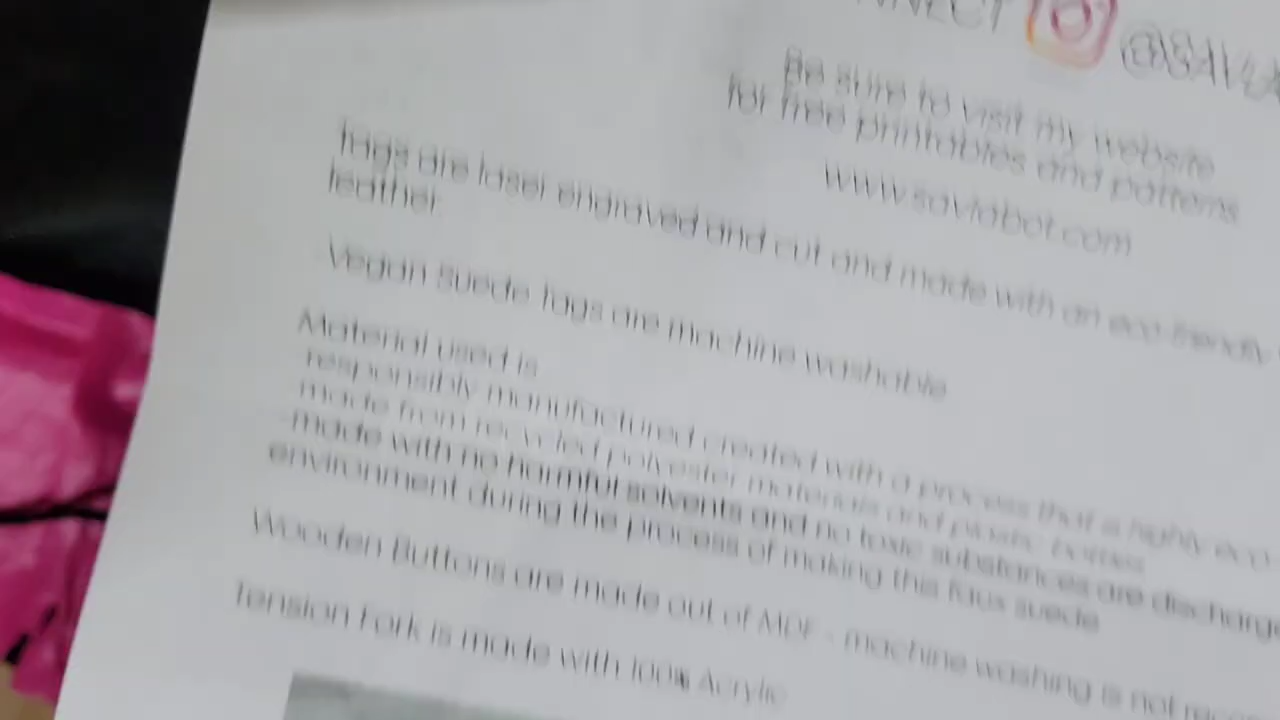 Be sure to visit my website
for free printables and patterns
www.saviabot.com
Tags are laser engraved and cut and made with an eco-friendly
leather
Vegan Suede Tags are machine washable
Material used is
responsibly manufactured created with a process that is highly eco
-made from recycled polyester materials and plastic bottles
-made with no harmful solvents and no toxic substances are
environment during the process of making this faux suede
Wooden Buttons are made out of MDF - machine washing is not
Tension Fork is made with 100% Acrylic